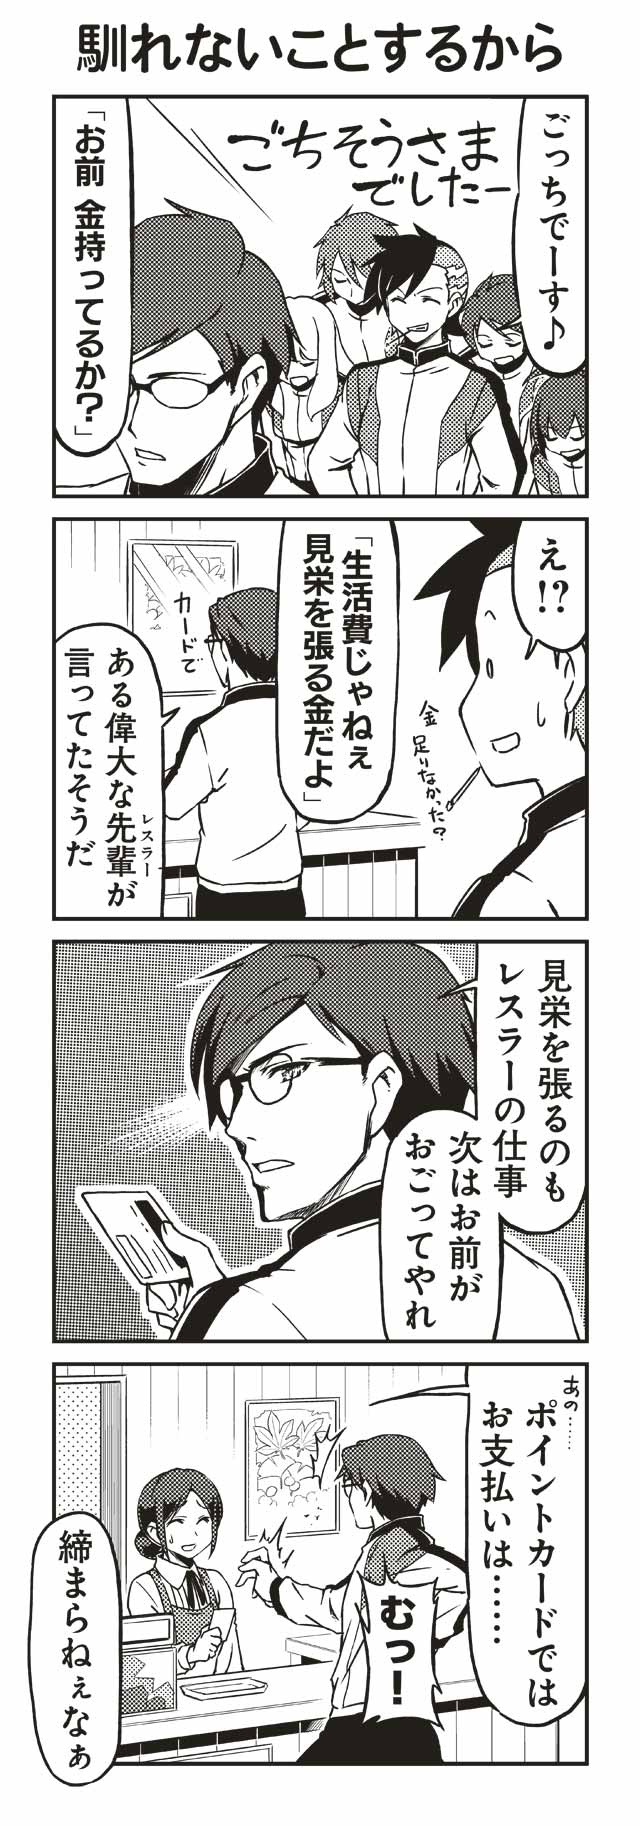 馴れないことするから
ごっちでーす♪
ごちそうさま
でしたー
「お前 金持ってるか？」
え！？
金
足りなかった？
「生活費じゃねぇ
見栄を張る金だよ」
カードで
ある偉大な先輩が
レスラー
言ってたそうだ
見栄を張るのも
レスラーの仕事
次はお前が
おごってやれ
あの……
ポイントカードでは
お支払いは……
むっ！
締まらねぇなぁ